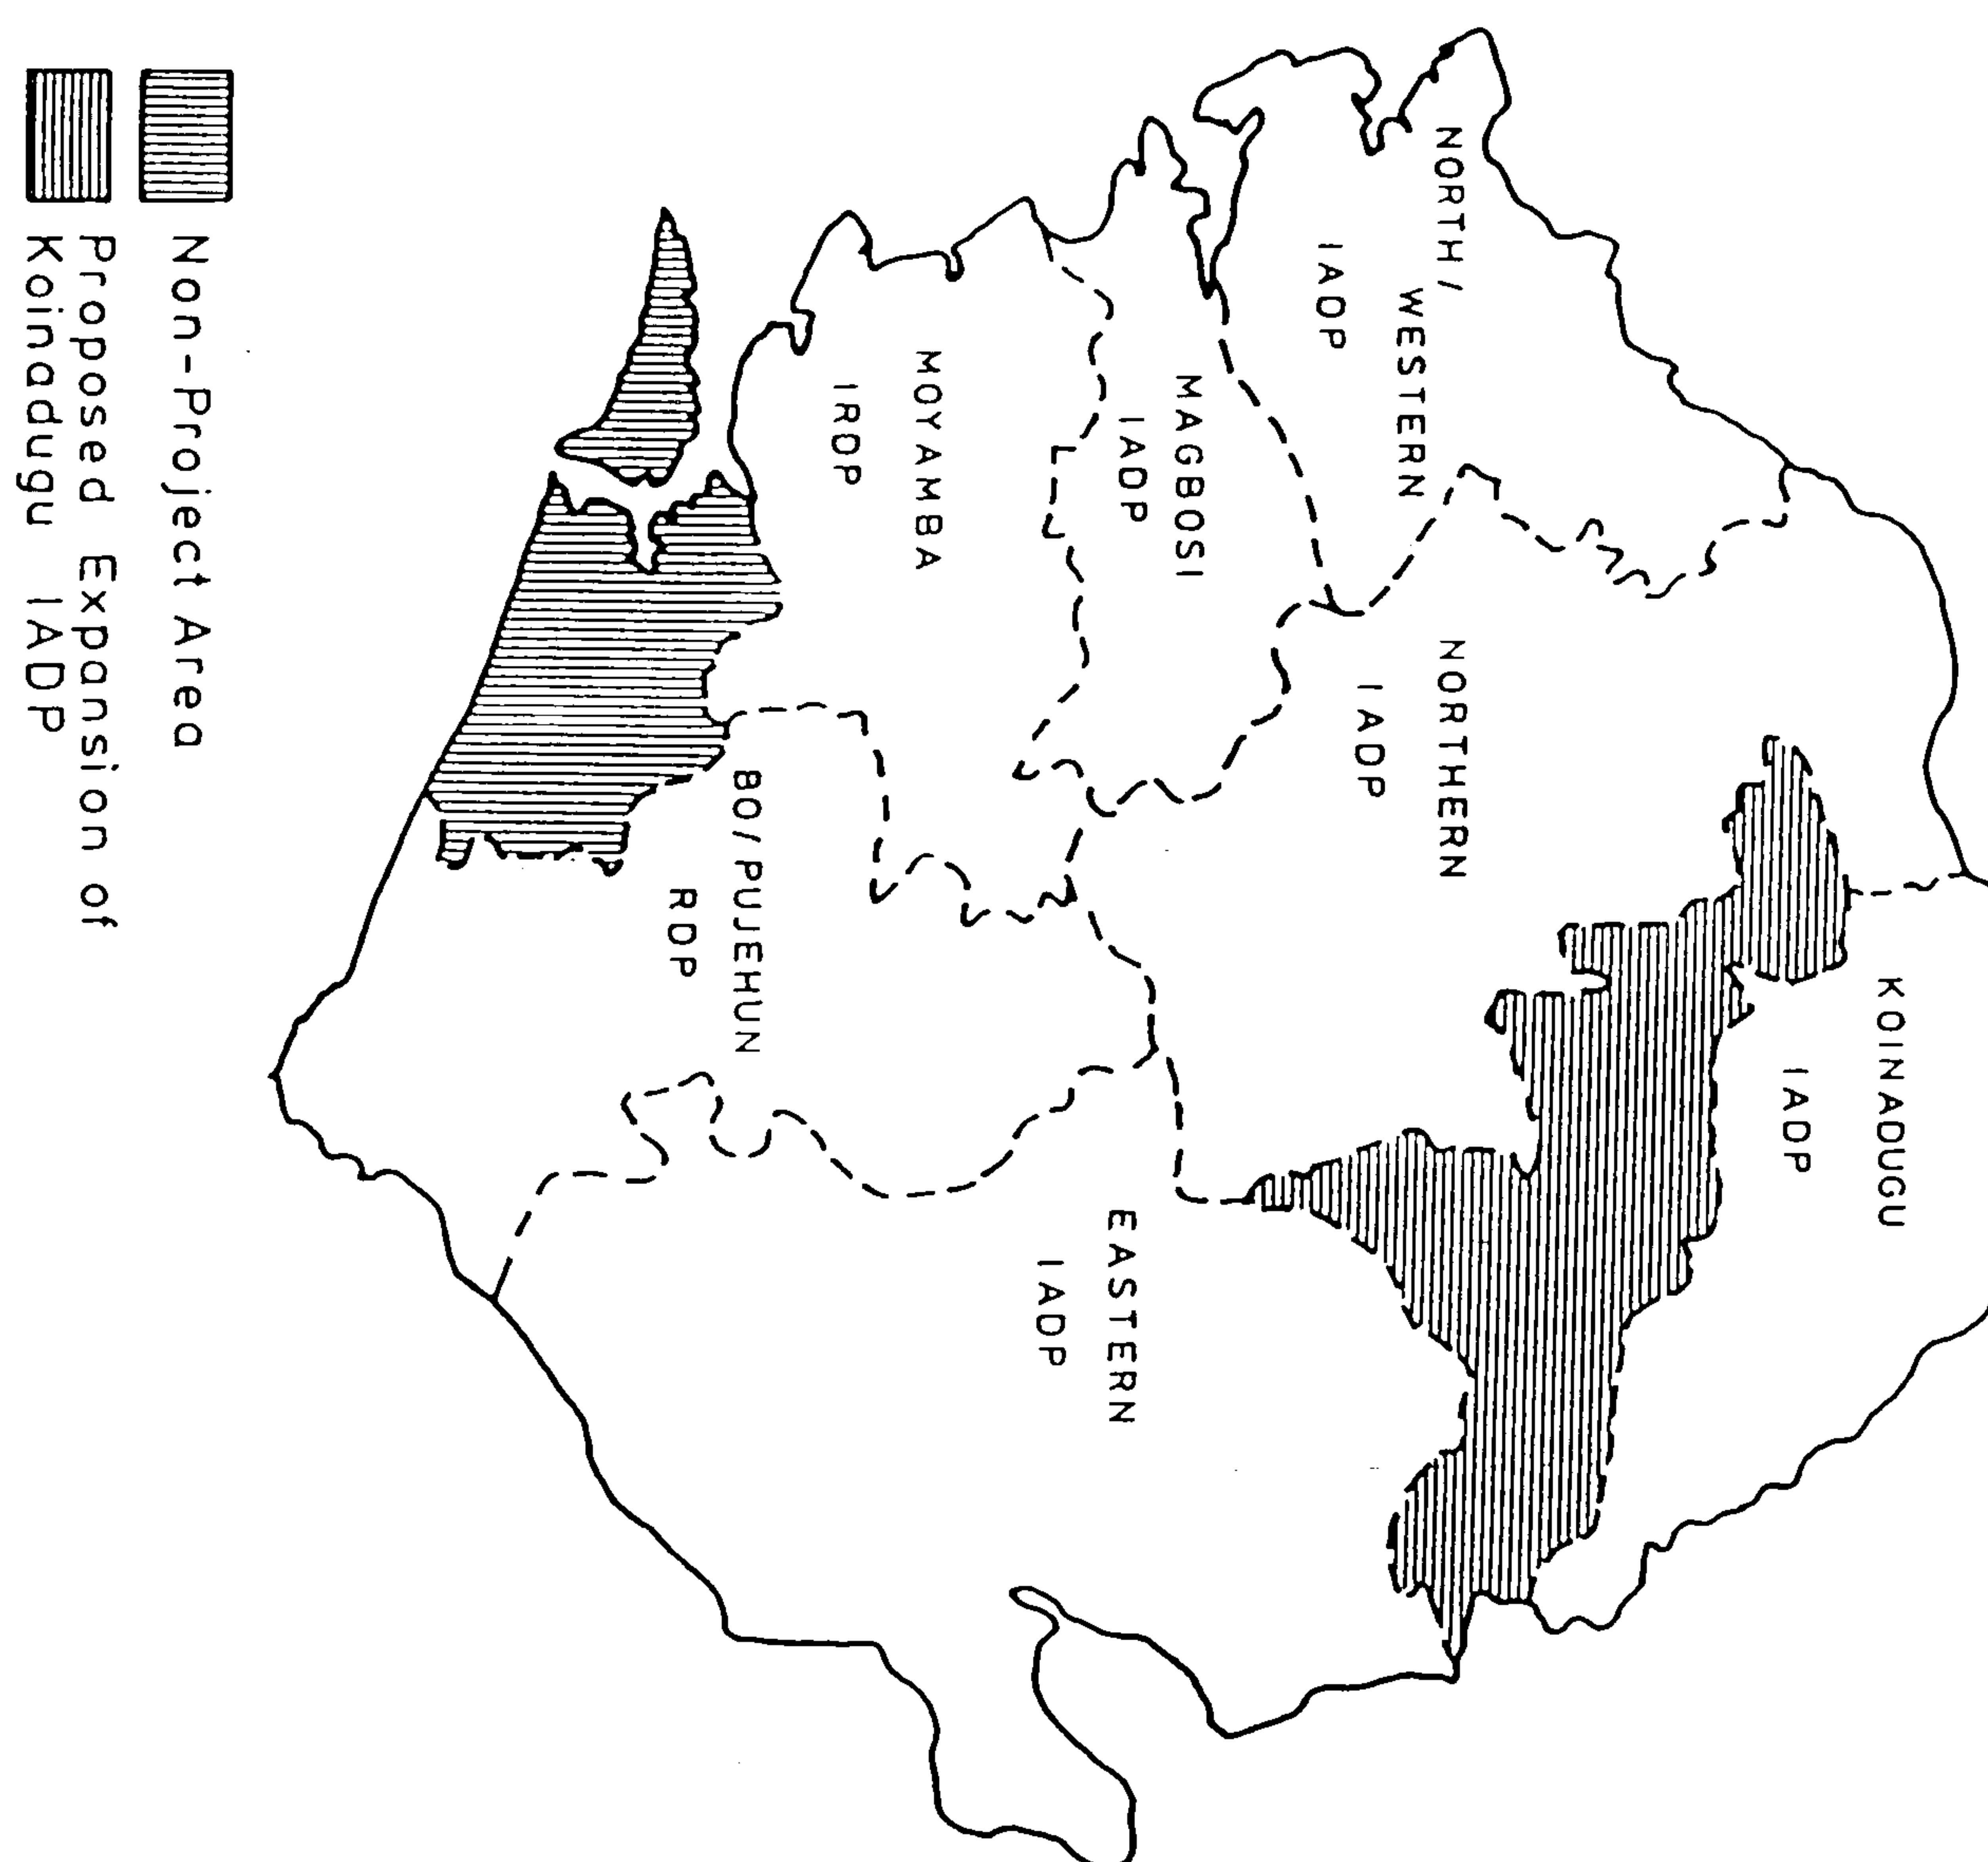 KOINADUGU
IADP
NORTH/
WESTERN
IADP
NORTHERN
IADP
MAGBOSI
IADP
EASTERN
IADP
MOYAMBA
IRDP
BO/PUJEHUN
RDP
Non-Project Area
Proposed Expansion of
Koinadugu IADP